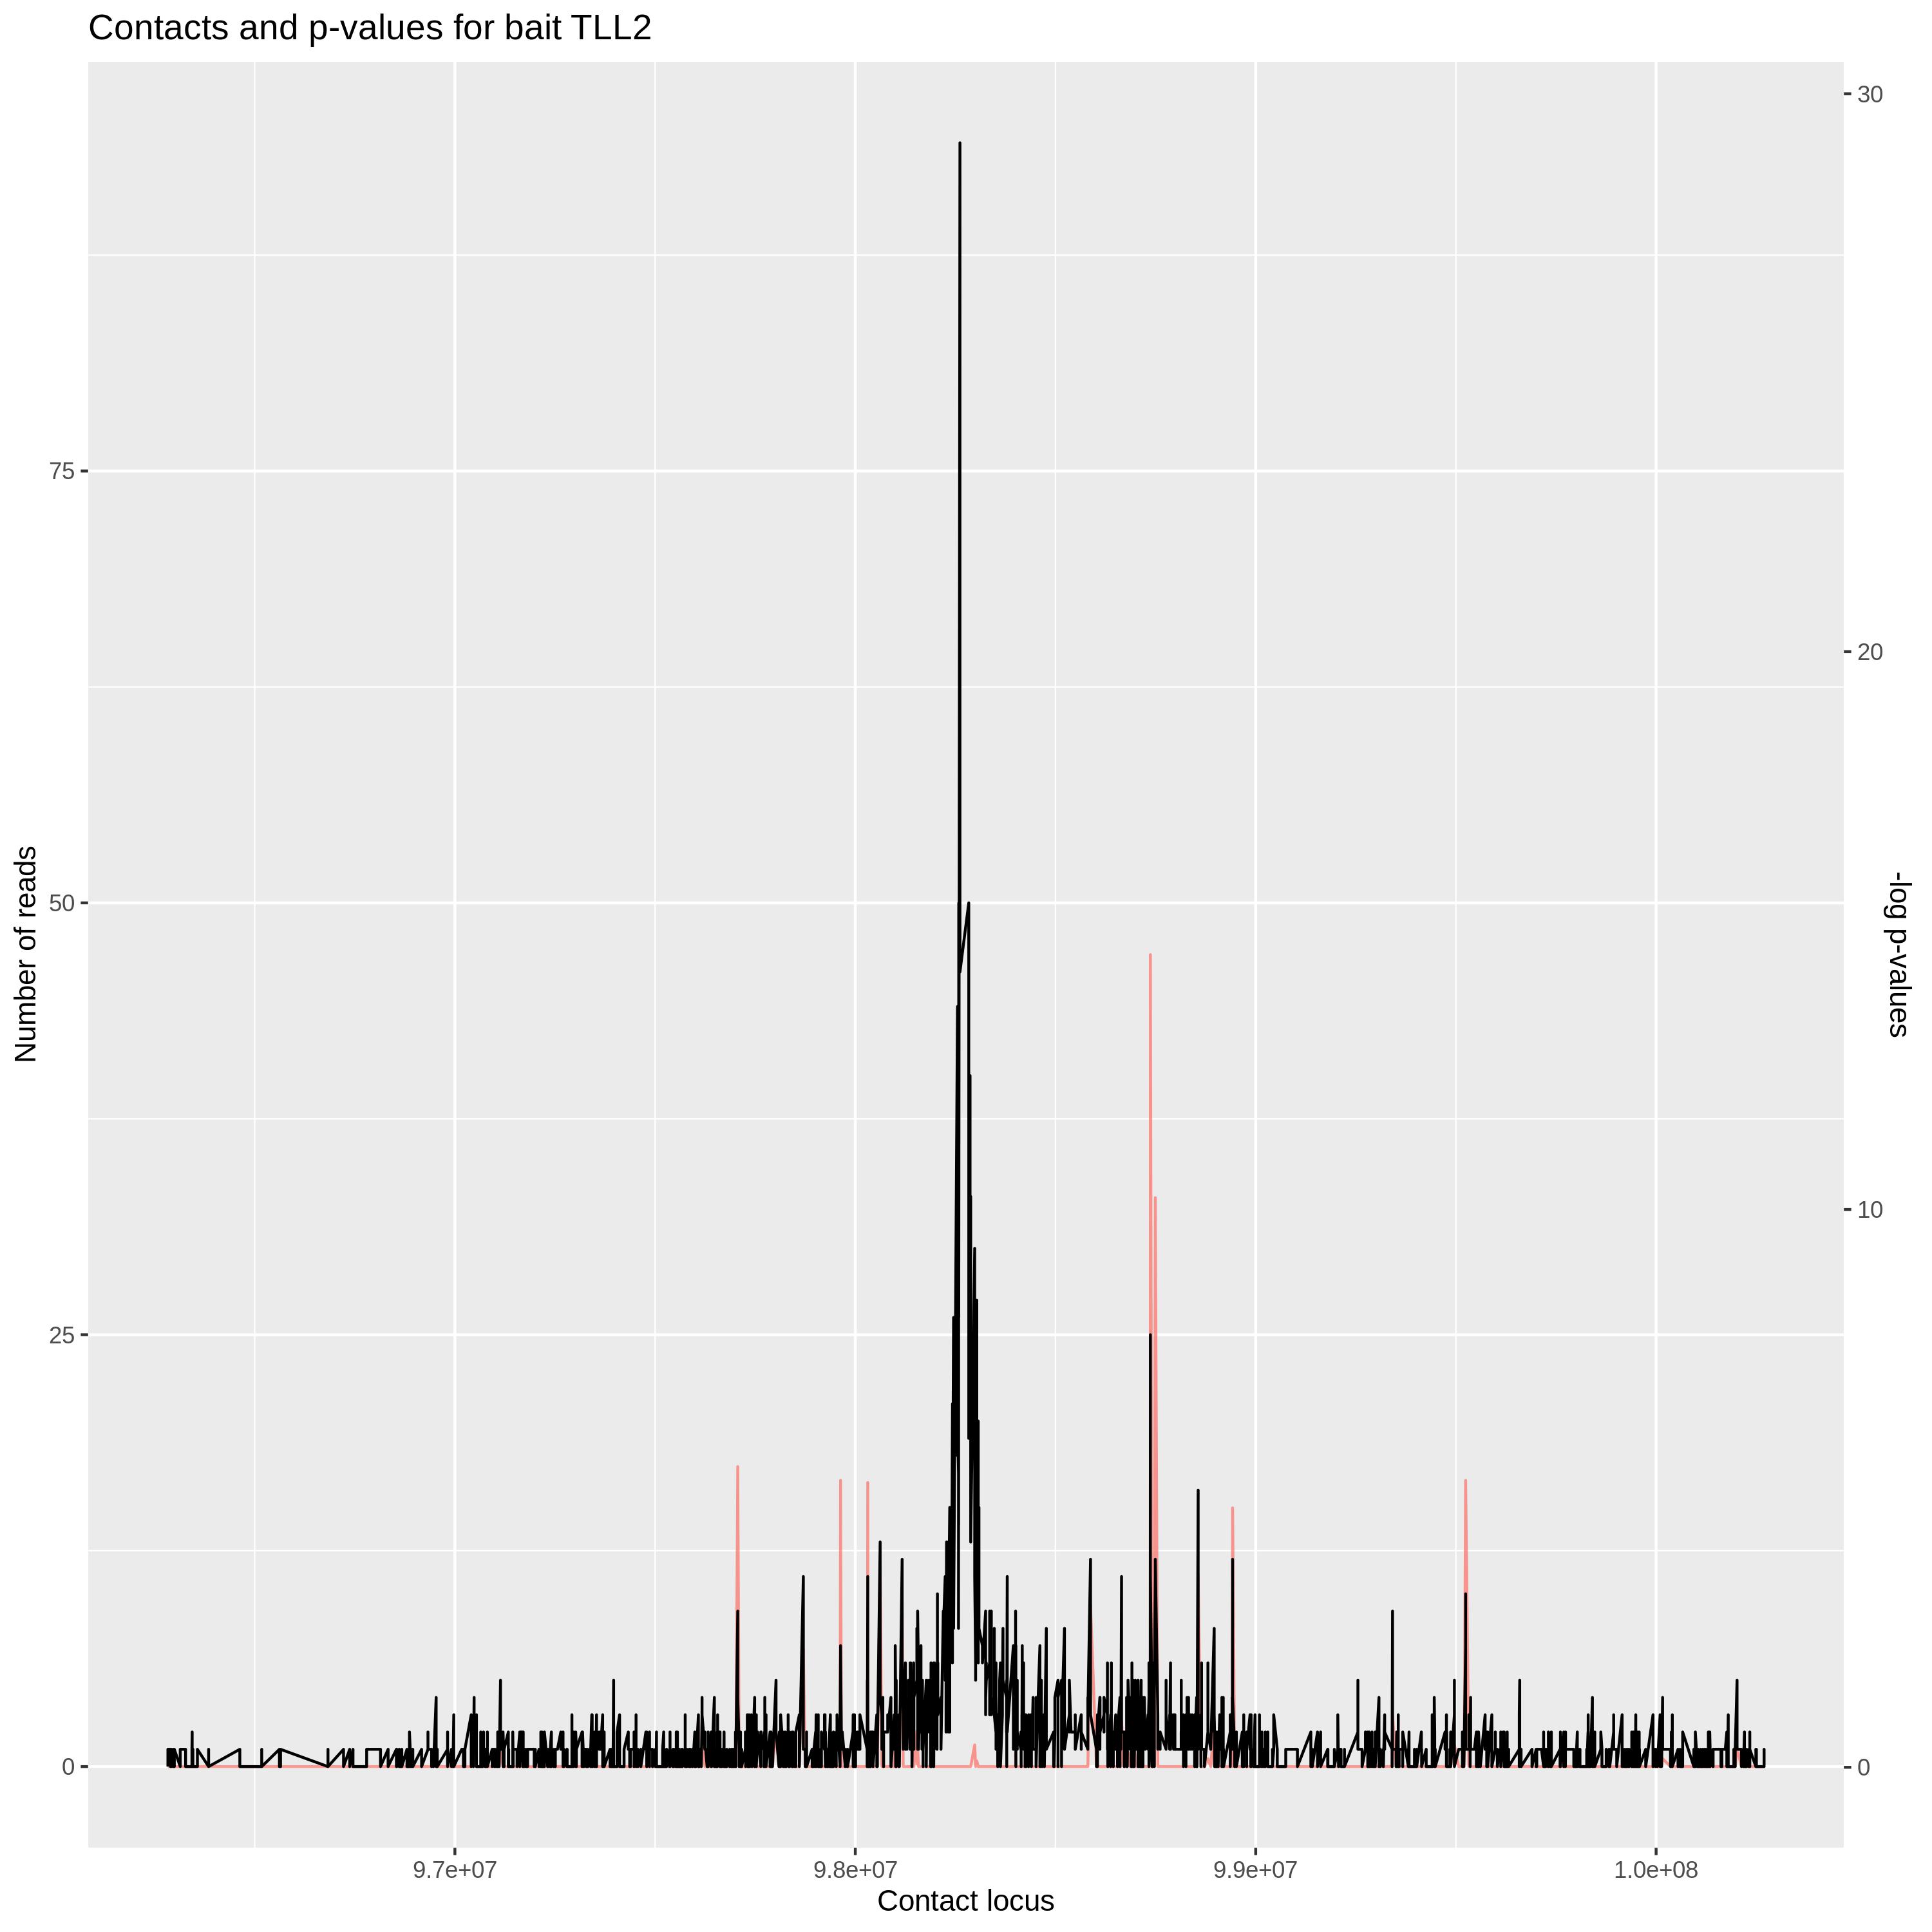 Contacts and p-values for bait TLL2
Number of reads
75
50
25
0
30
20
10
0
-log p-values
9.7e+07
9.8e+07
9.9e+07
1.0e+08
Contact locus